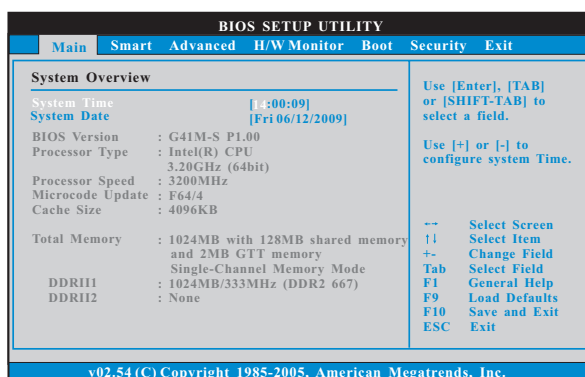 BIOS SETUP UTILITY
Main Smart Advanced H/W Monitor Boot Security Exit
System Overview
System Time [14:00:09]
System Date [Fri 06/12/2009]
BIOS Version : G41M-S P1.00
Processor Type : Intel(R) CPU
3.20GHz (64bit)
Processor Speed : 3200MHz
Microcode Update : F64/4
Cache Size : 4096KB
Total Memory : 1024MB with 128MB shared memory
and 2MB GTT memory
Single-Channel Memory Mode
DDRII1 : 1024MB/333MHz (DDR2 667)
DDRII2 : None
Use [Enter], [TAB]
or [SHIFT-TAB] to
select a field.
Use [+] or [-] to
configure system Time.
←→ Select Screen
↑↓ Select Item
+- Change Field
Tab Select Field
F1 General Help
F9 Load Defaults
F10 Save and Exit
ESC Exit
v02.54 (C) Copyright 1985-2005, American Megatrends, Inc.